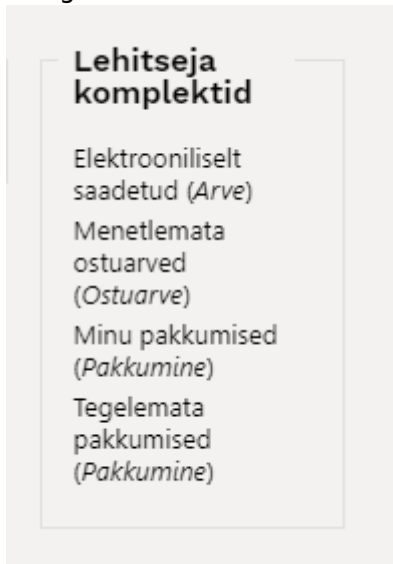 Lehitseja
komplektid
Elektrooniliselt
saadetud (Arve)
Menetlemata
ostuarved
(Ostuarve)
Minu pakkumised
(Pakkumine)
Tegelemata
pakkumised
(Pakkumine)